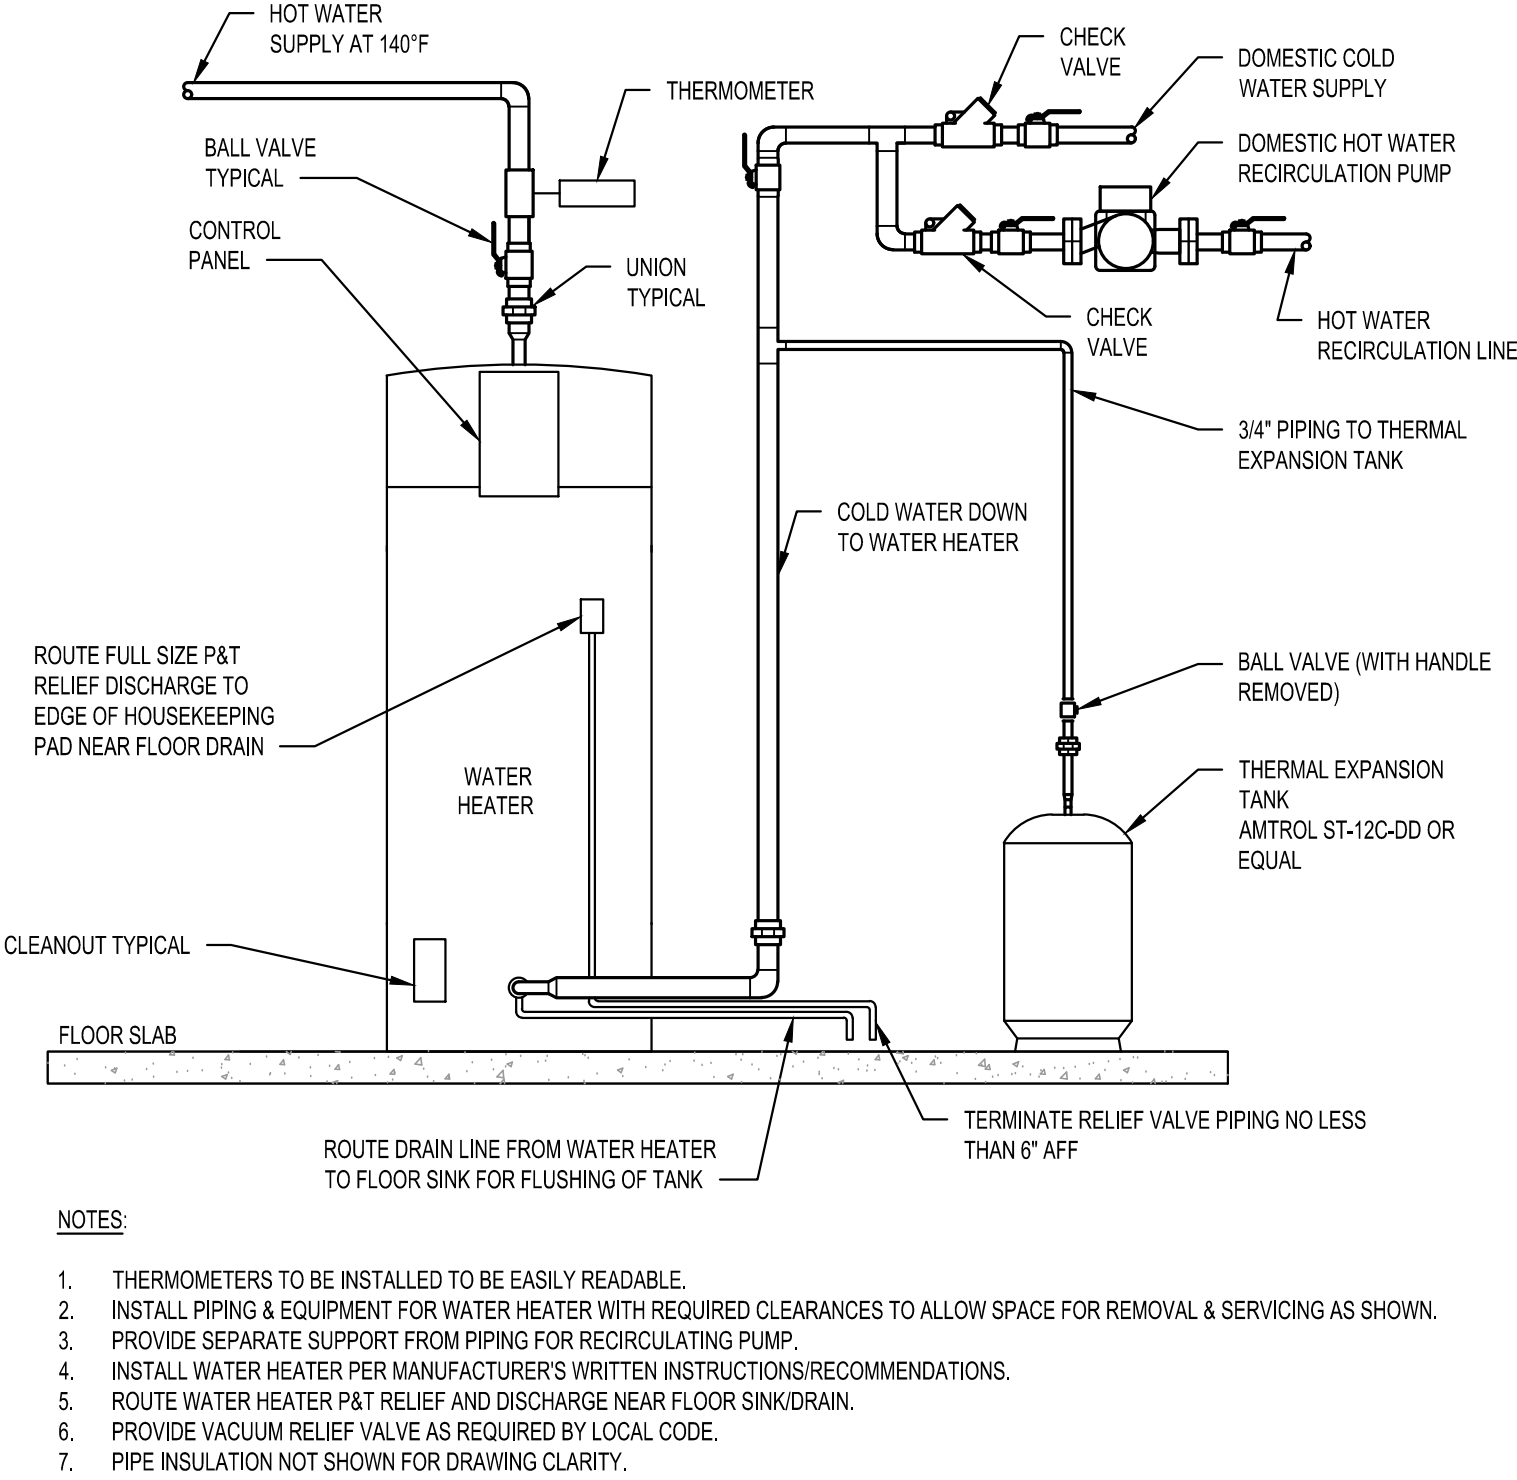 HOT WATER
SUPPLY AT 140°F
THERMOMETER
CHECK
VALVE
DOMESTIC COLD
WATER SUPPLY
BALL VALVE
TYPICAL
DOMESTIC HOT WATER
RECIRCULATION PUMP
CONTROL
PANEL
UNION
TYPICAL
CHECK
VALVE
HOT WATER
RECIRCULATION LINE
3/4" PIPING TO THERMAL
EXPANSION TANK
COLD WATER DOWN
TO WATER HEATER
ROUTE FULL SIZE P&T
RELIEF DISCHARGE TO
EDGE OF HOUSEKEEPING
PAD NEAR FLOOR DRAIN
BALL VALVE (WITH HANDLE
REMOVED)
WATER
HEATER
THERMAL EXPANSION
TANK
AMTROL ST-12C-DD OR
EQUAL
CLEANOUT TYPICAL
FLOOR SLAB
TERMINATE RELIEF VALVE PIPING NO LESS
THAN 6" AFF
ROUTE DRAIN LINE FROM WATER HEATER
TO FLOOR SINK FOR FLUSHING OF TANK
NOTES:
1. THERMOMETERS TO BE INSTALLED TO BE EASILY READABLE.
2. INSTALL PIPING & EQUIPMENT FOR WATER HEATER WITH REQUIRED CLEARANCES TO ALLOW SPACE FOR REMOVAL & SERVICING AS SHOWN.
3. PROVIDE SEPARATE SUPPORT FROM PIPING FOR RECIRCULATING PUMP.
4. INSTALL WATER HEATER PER MANUFACTURER'S WRITTEN INSTRUCTIONS/RECOMMENDATIONS.
5. ROUTE WATER HEATER P&T RELIEF AND DISCHARGE NEAR FLOOR SINK/DRAIN.
6. PROVIDE VACUUM RELIEF VALVE AS REQUIRED BY LOCAL CODE.
7. PIPE INSULATION NOT SHOWN FOR DRAWING CLARITY.